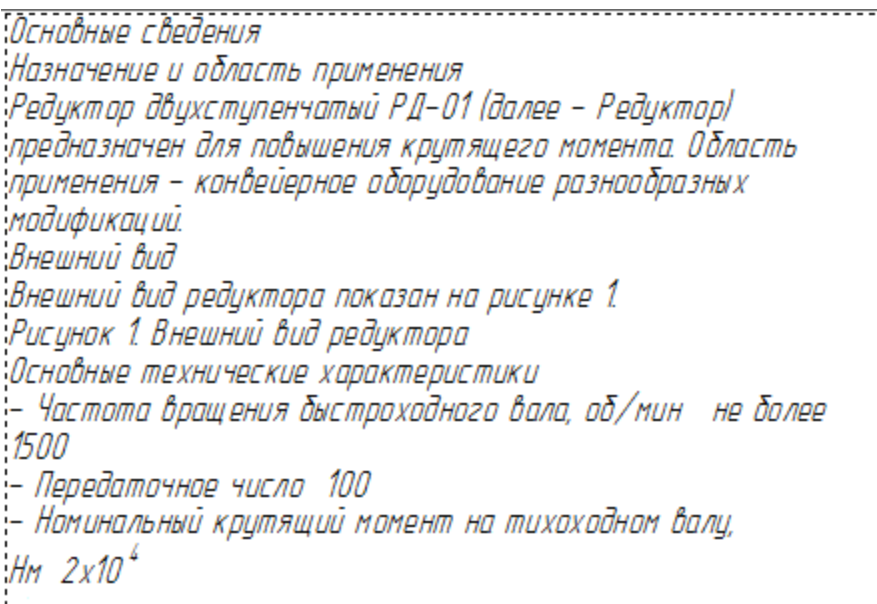 Основные сведения
Назначение и область применения
Редуктор двухступенчатый РД-01 (далее – Редуктор)
предназначен для повышения крутящего момента. Область
применения – конвейерное оборудование разнообразных
модификаций.
Внешний вид
Внешний вид редуктора показан на рисунке 1.
Рисунок 1. Внешний вид редуктора
Основные технические характеристики
– Частота вращения быстроходного вала, об/мин не более
1500
– Передаточное число 100
– Номинальный крутящий момент на тихоходном валу,
Нм 2х10⁴